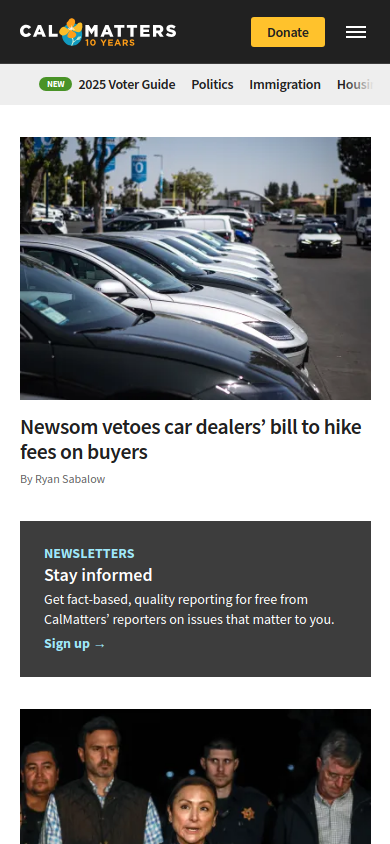 CALMATTERS
10 YEARS
Donate
NEW 2025 Voter Guide Politics Immigration
Newsom vetoes car dealers’ bill to hike
fees on buyers
By Ryan Sabalow
NEWSLETTERS
Stay informed
Get fact-based, quality reporting for free from
CalMatters’ reporters on issues that matter to you.
Sign up →